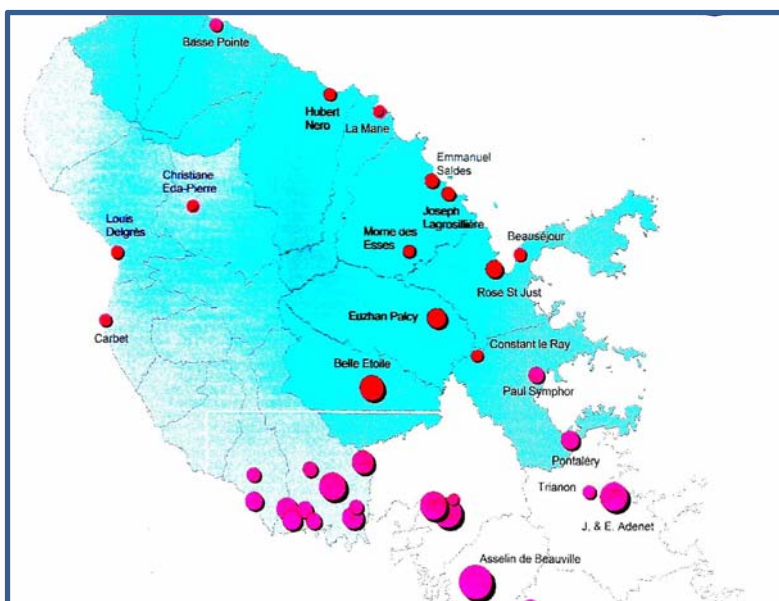 Basse Pointe
Hubert
Nero
La Marie
Emmanuel
Saldes
Christiane
Eda-Pierre
Joseph
Lagrosillière
Louis
Delgrès
Morne des
Esses
Beauséjour
Rose St Just
Euzhan Palcy
Carbet
Constant le Ray
Belle Etoile
Paul Symphor
Pontaléry
Trianon
J. & E. Adenet
Asselin de Beauville